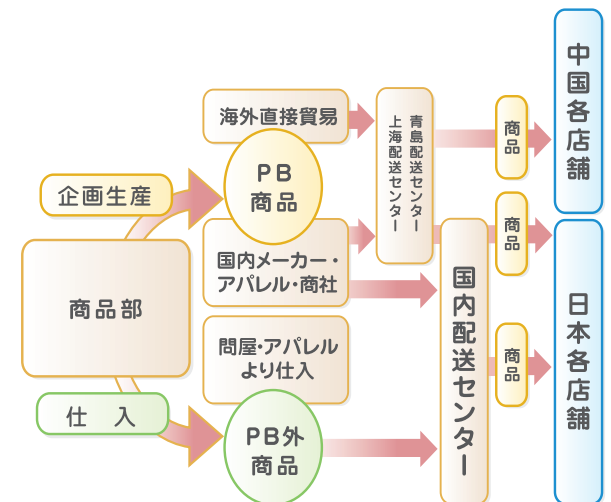 商品部
企画生産
仕 入
海外直接貿易
PB
商品
国内メーカー・
アパレル・商社
問屋・アパレル
より仕入
PB外
商品
青島配送センター
上海配送センター
国内配送センター
商品
商品
商品
中国各店舗
日本各店舗